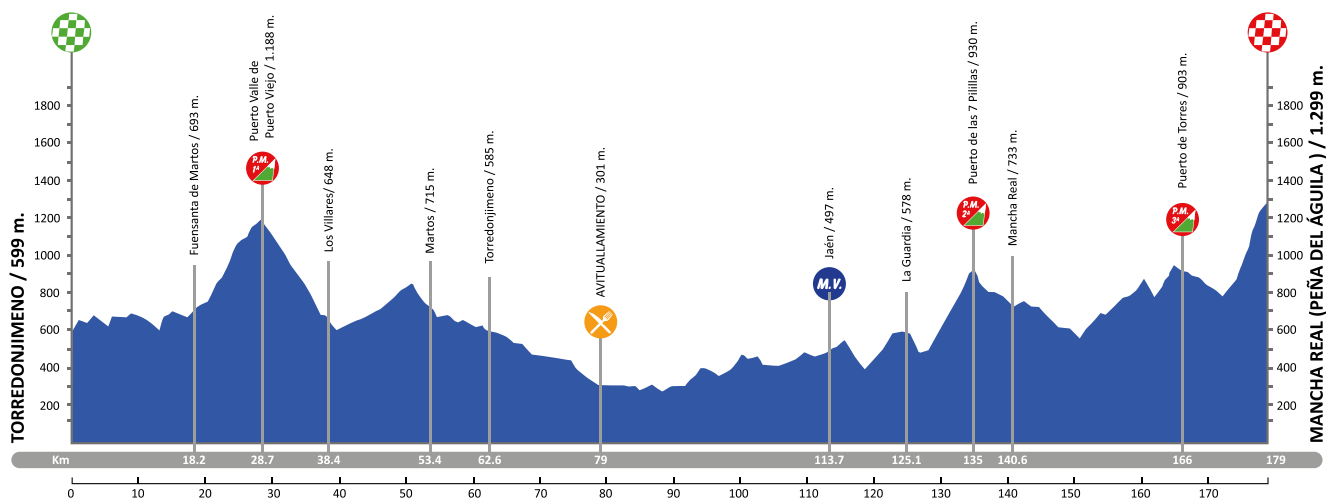 TORREDONJIMENO / 599 m.
1800
1600
1400
1200
1000
800
600
400
200
Fuensanta de Martos / 693 m.
Puerto Valle de
Puerto Viejo / 1.188 m.
P.M.
1ª
Los Villares/ 648 m.
Martos / 715 m.
Torredonjimeno / 585 m.
AVITUALLAMIENTO / 301 m.
Jaén / 497 m.
M.V.
La Guardia / 578 m.
Puerto de las 7 Pilillas / 930 m.
P.M.
2ª
Mancha Real / 733 m.
Puerto de Torres / 903 m.
P.M.
3ª
1800
1600
1400
1200
1000
800
600
400
200
MANCHA REAL (PEÑA DEL ÁGUILA ) / 1.299 m.
Km 18.2 28.7 38.4 53.4 62.6 79 113.7 125.1 135 140.6 166 179
0 10 20 30 40 50 60 70 80 90 100 110 120 130 140 150 160 170